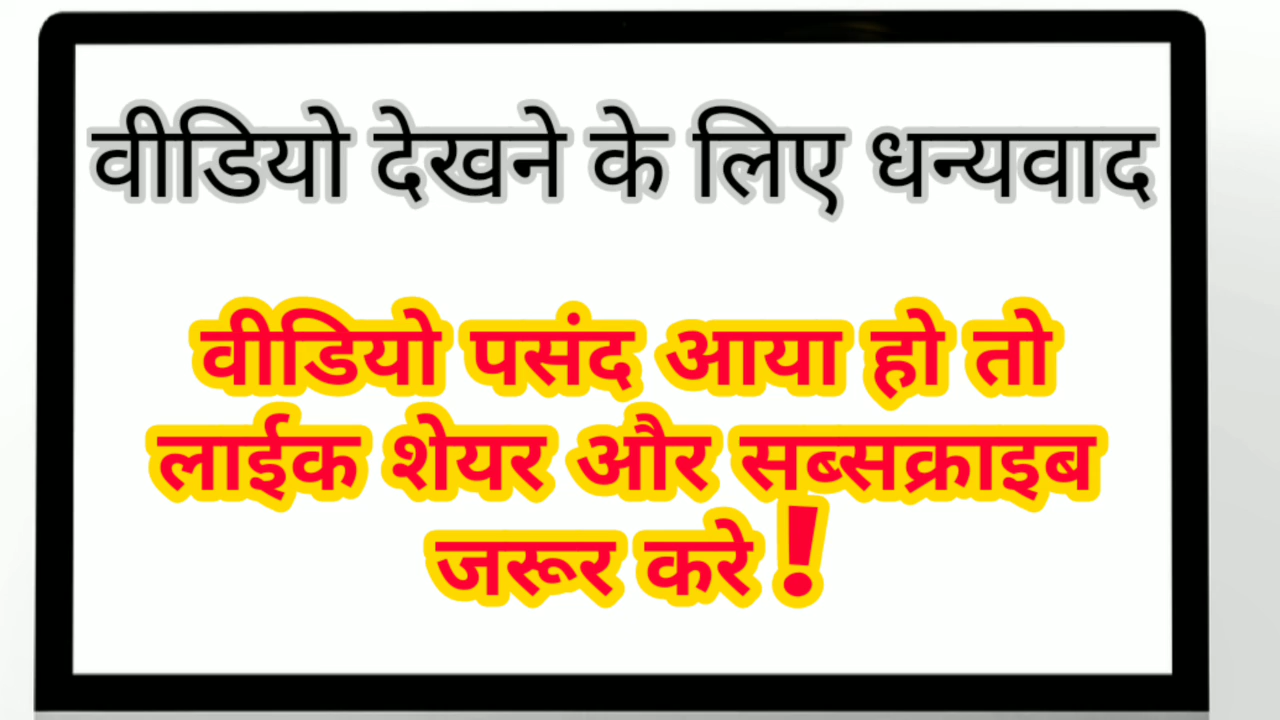 वीडियो देखने के लिए धन्यवाद
वीडियो पसंद आया हो तो
लाईक शेयर और सब्सक्राइब
जरूर करे !